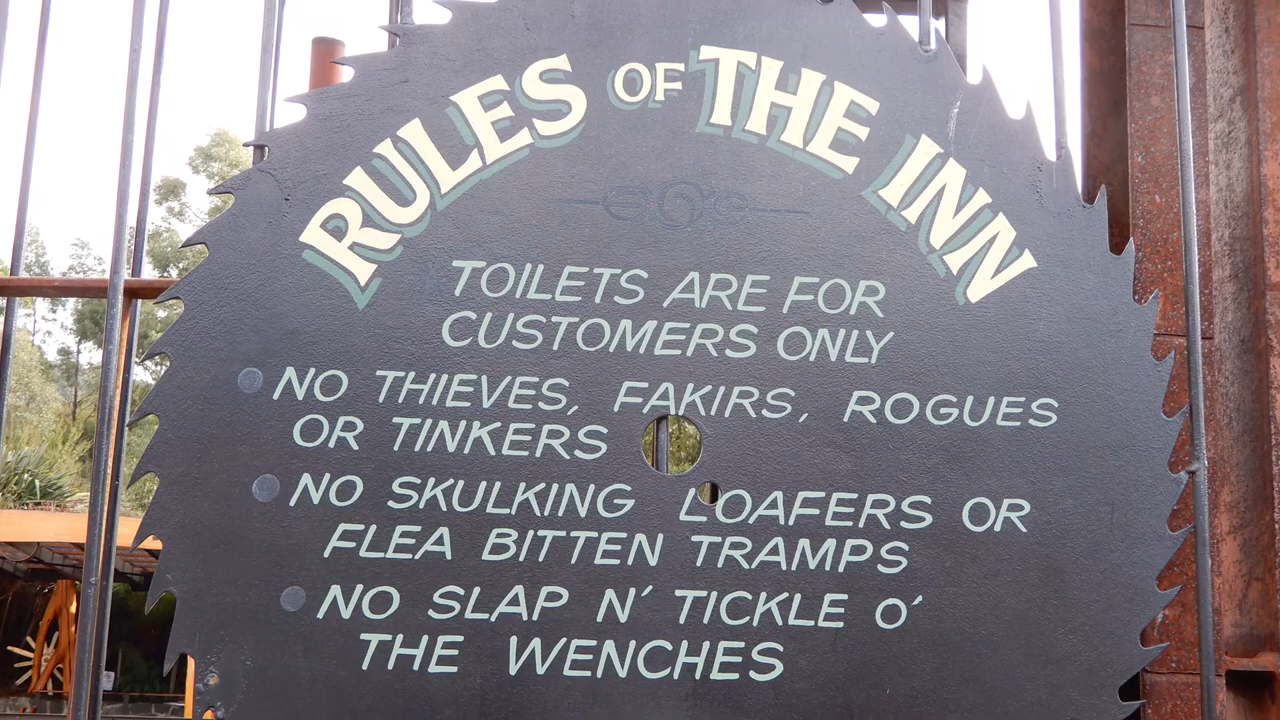 RULES OF THE INN
TOILETS ARE FOR
CUSTOMERS ONLY
NO THIEVES, FAKIRS, ROGUES
OR TINKERS
NO SKULKING LOAFERS OR
FLEA BITTEN TRAMPS
NO SLAP N' TICKLE O'
THE WENCHES